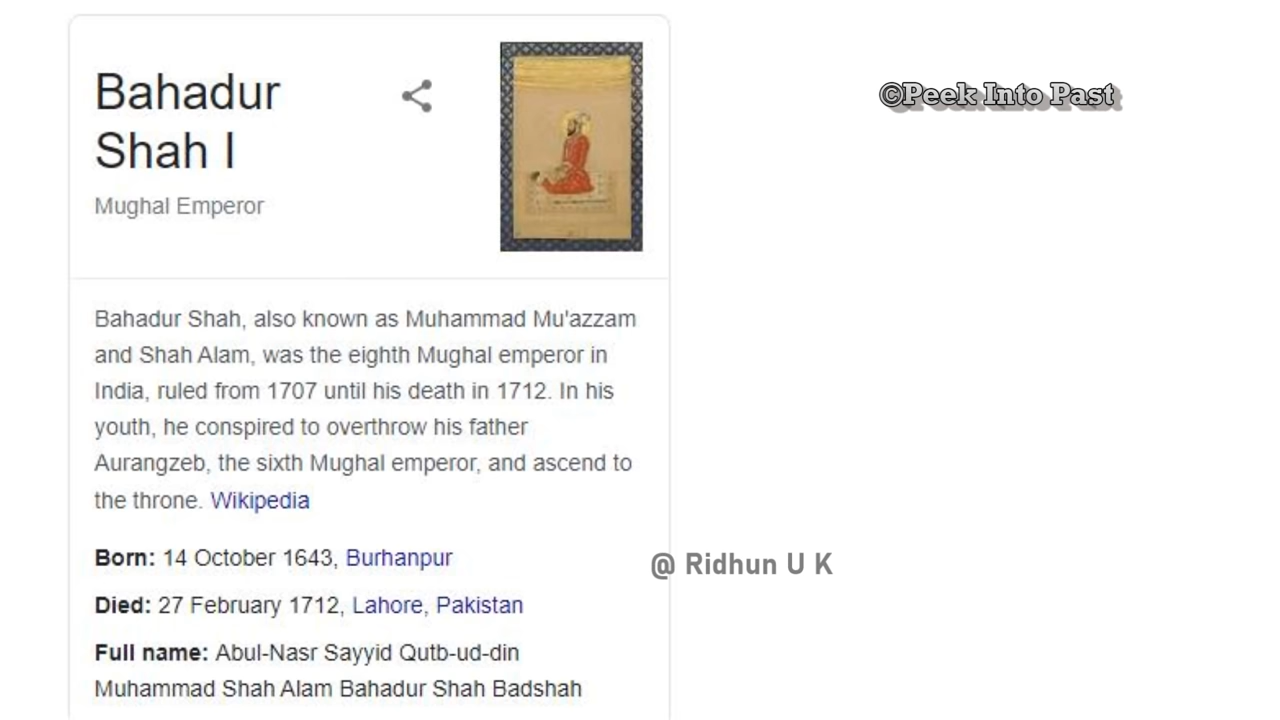 Bahadur
Shah I
Mughal Emperor
©Peek Into Past
Bahadur Shah, also known as Muhammad Mu'azzam
and Shah Alam, was the eighth Mughal emperor in
India, ruled from 1707 until his death in 1712. In his
youth, he conspired to overthrow his father
Aurangzeb, the sixth Mughal emperor, and ascend to
the throne. Wikipedia
Born: 14 October 1643, Burhanpur
@ Ridhun U K
Died: 27 February 1712, Lahore, Pakistan
Full name: Abul-Nasr Sayyid Qutb-ud-din
Muhammad Shah Alam Bahadur Shah Badshah